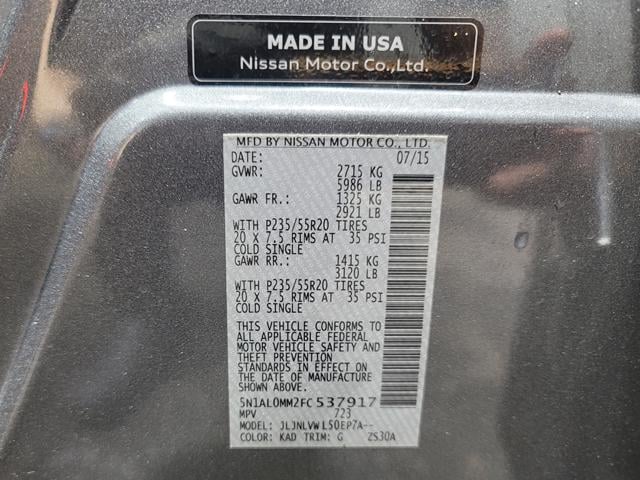 MADE IN USA
Nissan Motor Co.,Ltd.
MFD BY NISSAN MOTOR CO., LTD.
DATE: 07/15
GVWR: 2715 KG
5986 LB
GAWR FR.: 1325 KG
2921 LB
WITH P235/55R20 TIRES
20 X 7.5 RIMS AT 35 PSI
COLD SINGLE
GAWR RR.: 1415 KG
3120 LB
WITH P235/55R20 TIRES
20 X 7.5 RIMS AT 35 PSI
COLD SINGLE
THIS VEHICLE CONFORMS TO
ALL APPLICABLE FEDERAL
MOTOR VEHICLE SAFETY AND
THEFT PREVENTION
STANDARDS IN EFFECT ON
THE DATE OF MANUFACTURE
SHOWN ABOVE.
5N1AL0MM2FC 537917
MPV 723
MODEL: JLJNLVWL50EP7A--
COLOR: KAD TRIM: G ZS30A